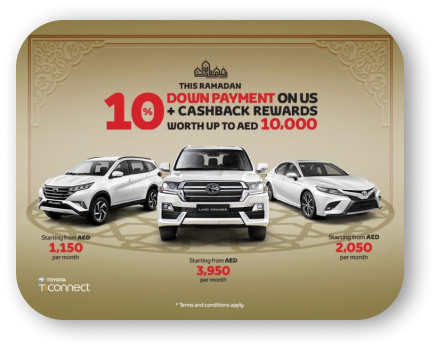 THIS RAMADAN
10% DOWN PAYMENT ON US
+ CASHBACK REWARDS
WORTH UP TO AED 10,000
LAND CRUISER
Starting from AED
1,150
per month
Starting from AED
3,950
per month
Starting from AED
2,050
per month
TOYOTA
T-connect
* Terms and conditions apply.